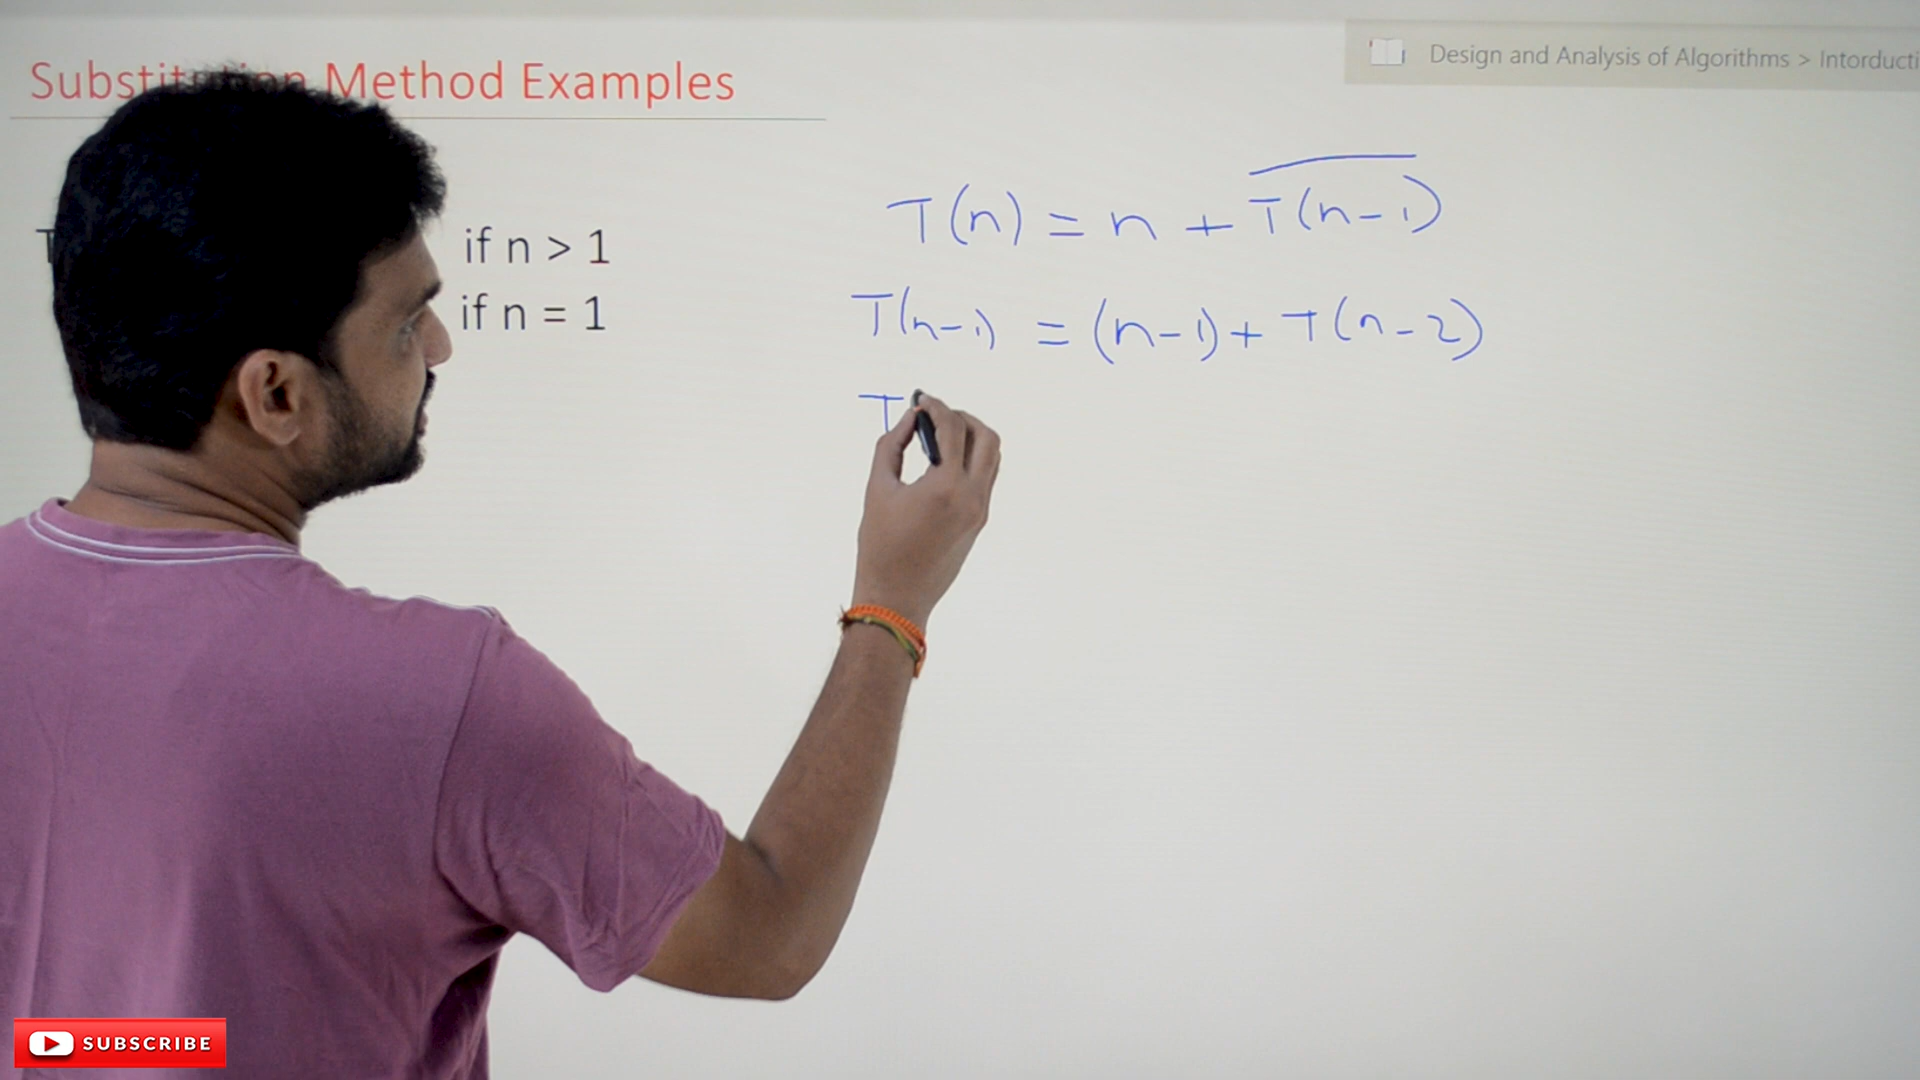 Substitution Method Examples
Design and Analysis of Algorithms > Intorducti
T
if n > 1
if n = 1
T(n) = n + T(n-1)
T(n-1) = (n-1) + T(n-2)
T
SUBSCRIBE